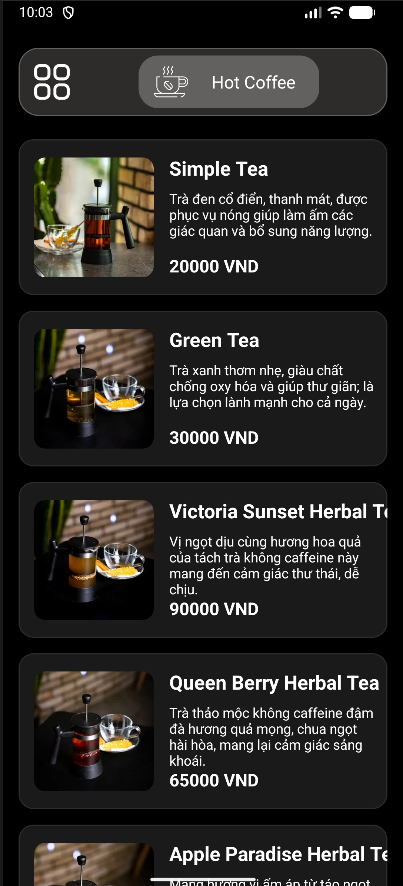 10:03
Hot Coffee
Simple Tea
Trà đen cổ điển, thanh mát, được
phục vụ nóng giúp làm ấm các
giác quan và bổ sung năng lượng.
20000 VND
Green Tea
Trà xanh thơm nhẹ, giàu chất
chống oxy hóa và giúp thư giãn; là
lựa chọn lành mạnh cho cả ngày.
30000 VND
Victoria Sunset Herbal Te
Vị ngọt dịu cùng hương hoa quả
của tách trà không caffeine này
mang đến cảm giác thư thái, dễ
chịu.
90000 VND
Queen Berry Herbal Tea
Trà thảo mộc không caffeine đậm
đà hương quả mọng, chua ngọt
hài hòa, mang lại cảm giác sảng
khoái.
65000 VND
Apple Paradise Herbal Te
Mang hương vị ấm áp từ táo ngọt